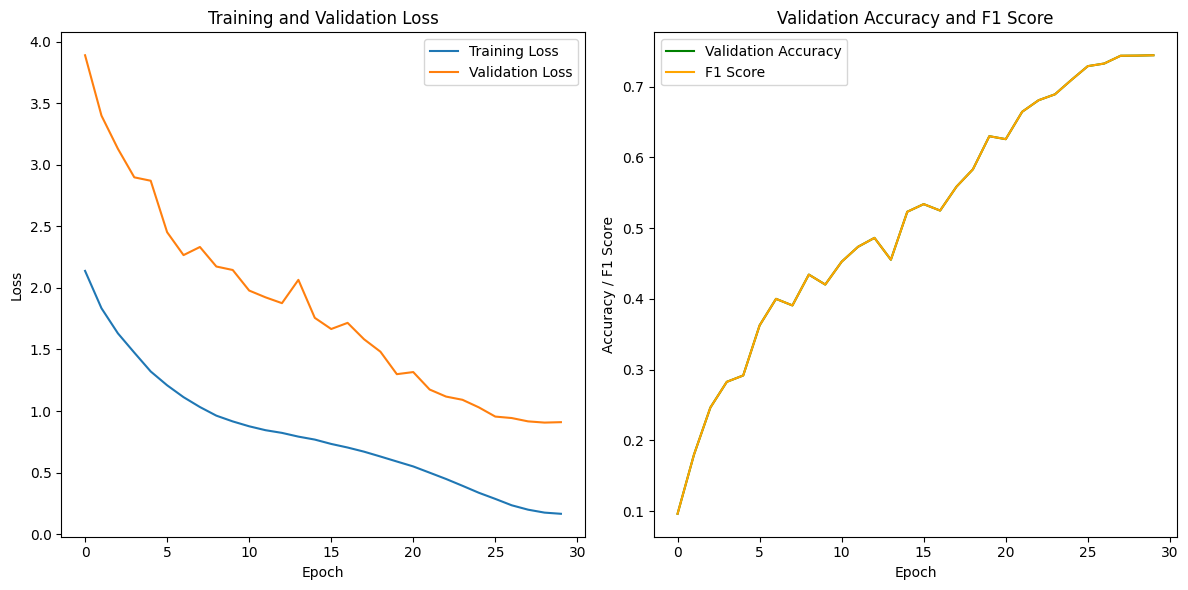 Training and Validation Loss
Training Loss
Validation Loss
4.0
3.5
3.0
2.5
2.0
1.5
1.0
0.5
0.0
Loss
0 5 10 15 20 25 30
Epoch
Validation Accuracy and F1 Score
Validation Accuracy
F1 Score
0.7
0.6
0.5
0.4
0.3
0.2
0.1
Accuracy / F1 Score
0 5 10 15 20 25 30
Epoch